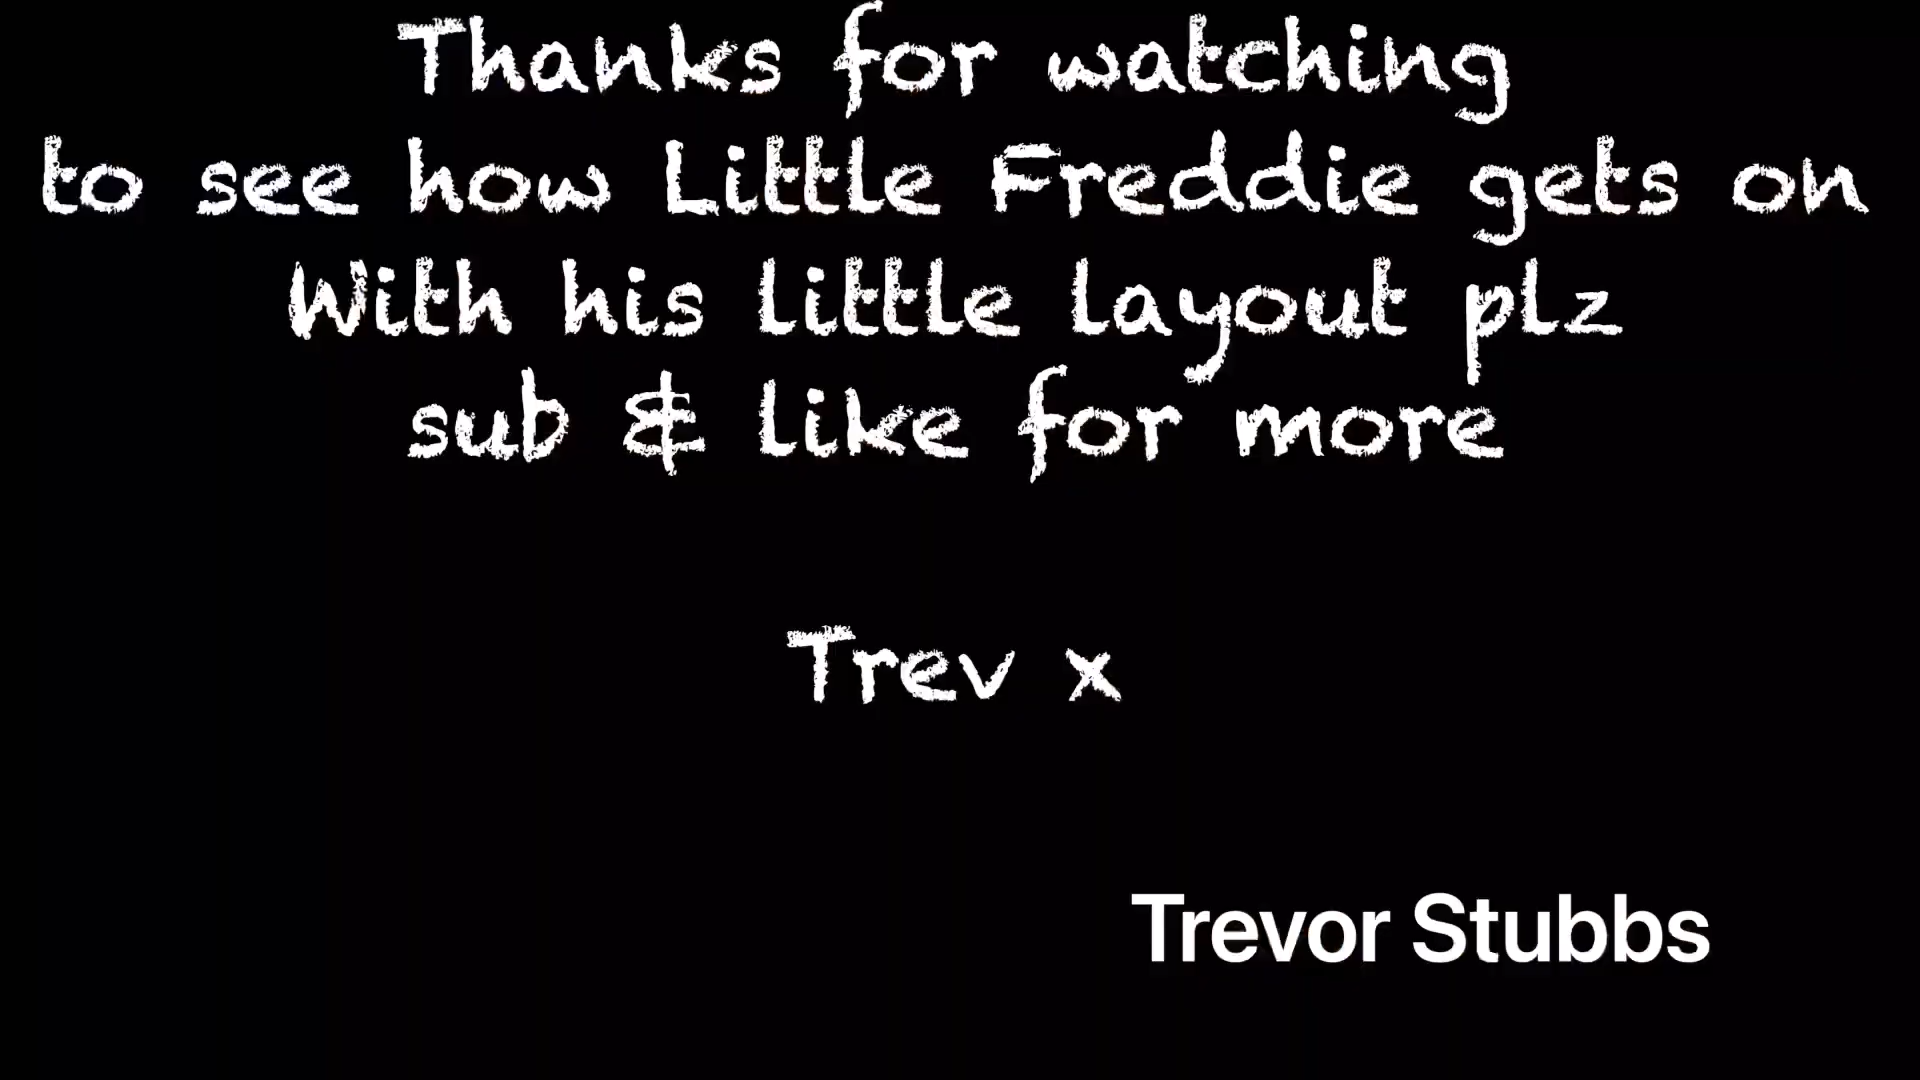 Thanks for watching
to see how Little Freddie gets on
With his little layout plz
sub & like for more
Trev x
Trevor Stubbs